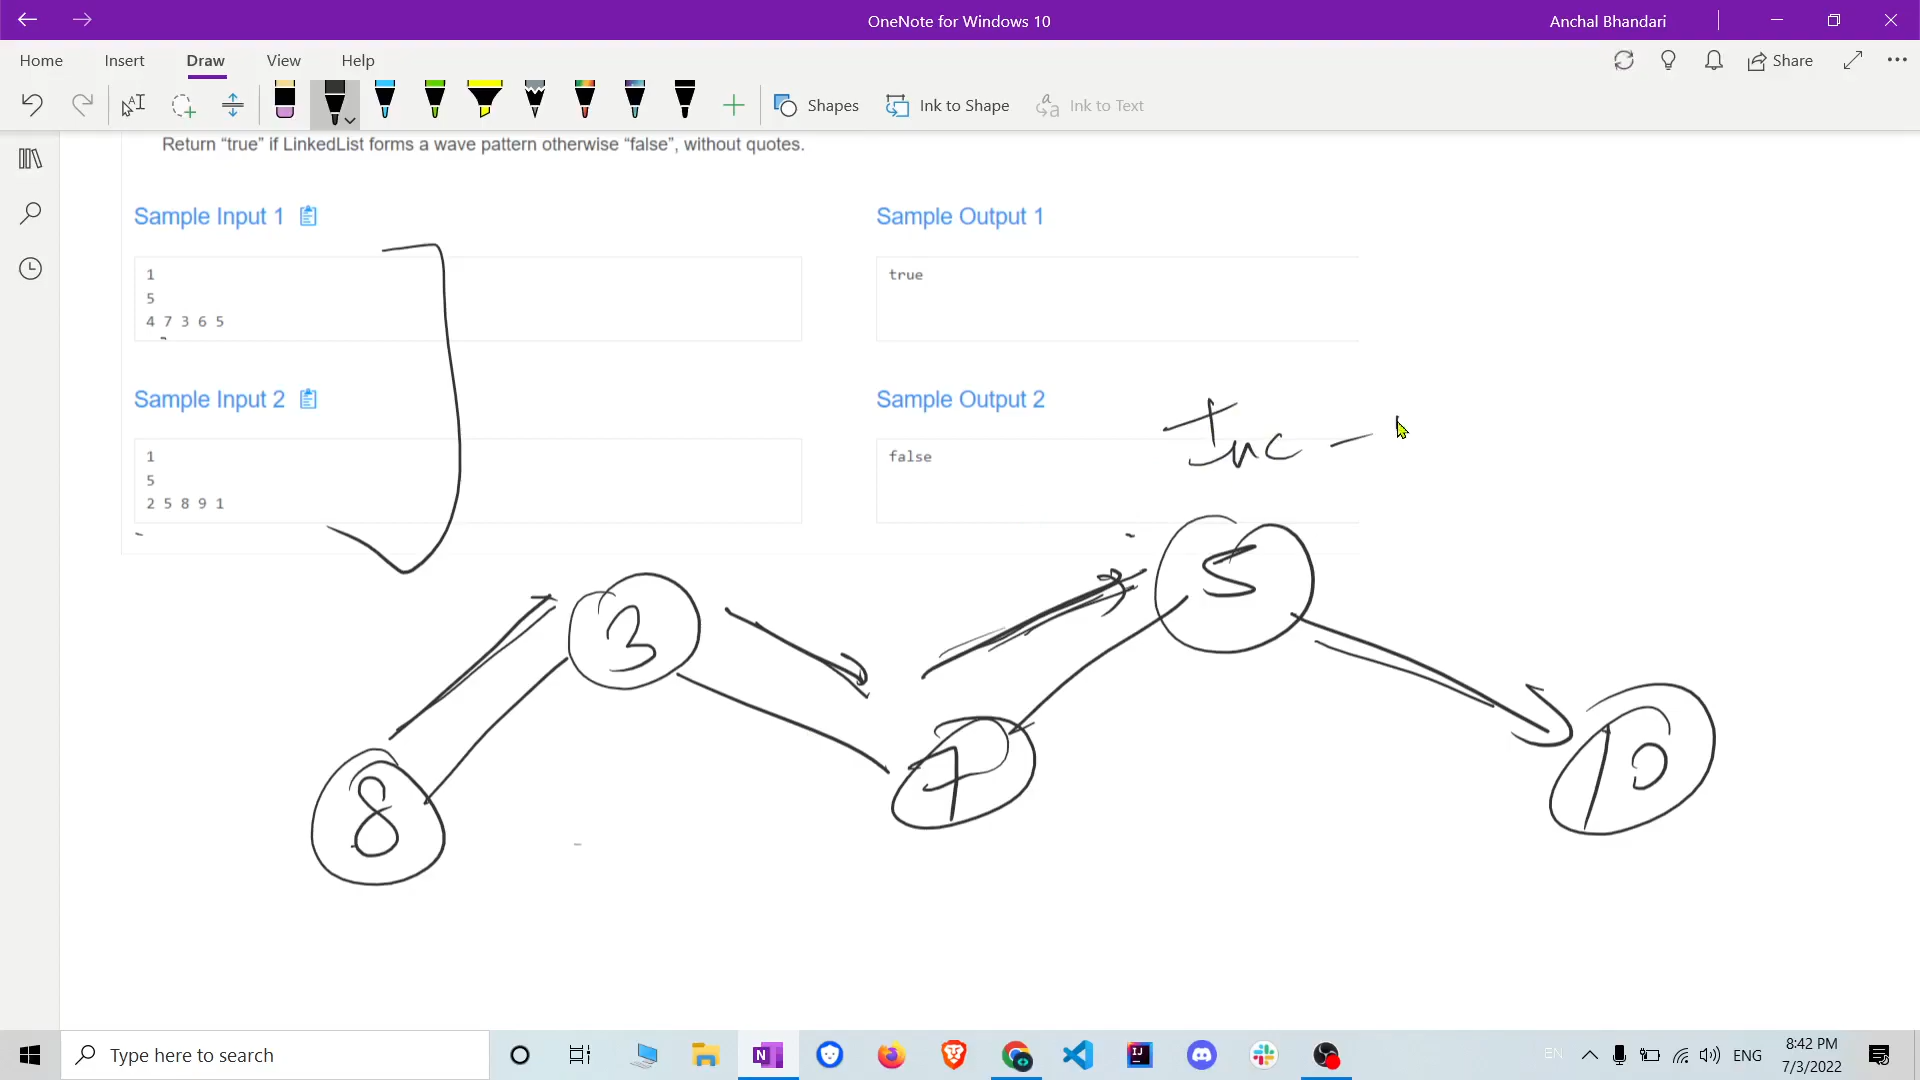 OneNote for Windows 10
Anchal Bhandari
Home Insert Draw View Help
Share
Shapes Ink to Shape Ink to Text
Return “true” if LinkedList forms a wave pattern otherwise “false”, without quotes.
Sample Input 1
Sample Output 1
1
5
4 7 3 6 5
true
Sample Input 2
Sample Output 2
1
5
2 5 8 9 1
false
Inc -
8 3 7 5 10
Type here to search
EN
ENG
8:42 PM
7/3/2022